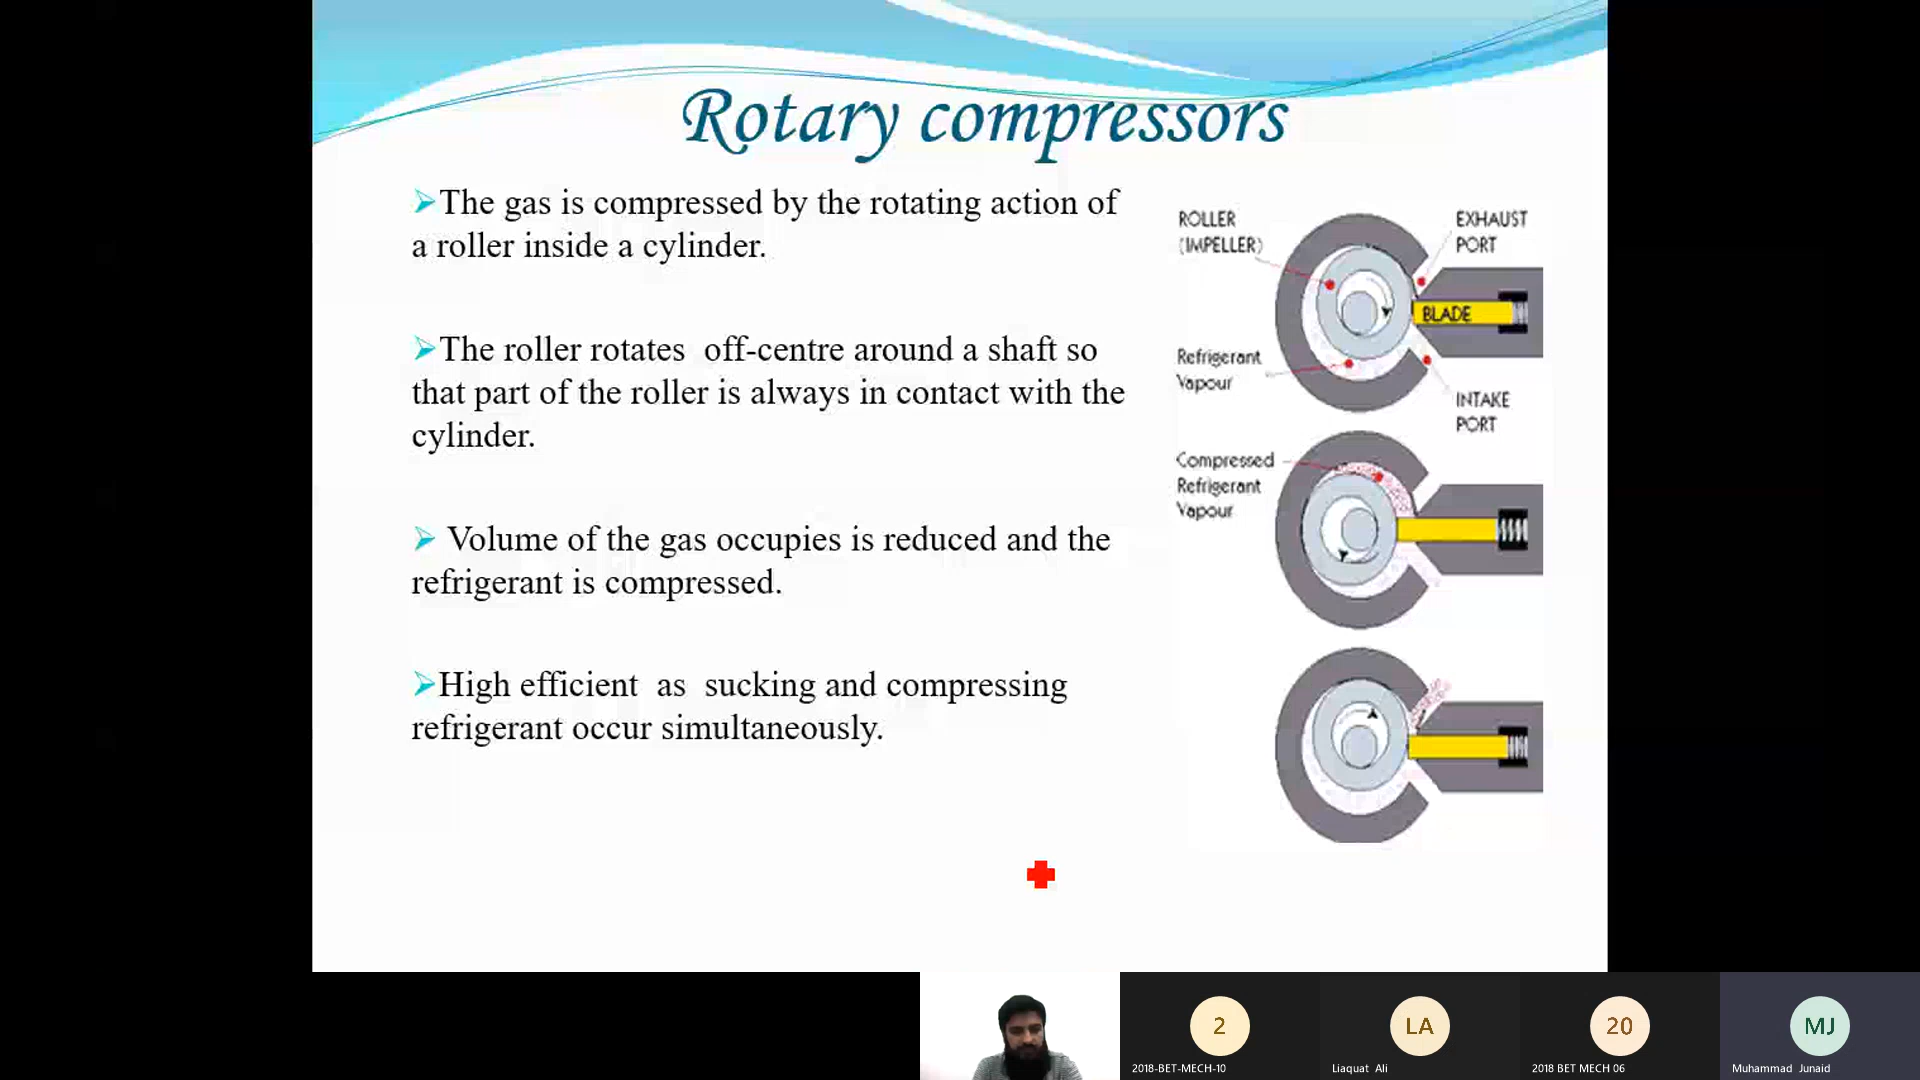 Rotary compressors
➢The gas is compressed by the rotating action of
a roller inside a cylinder.
➢The roller rotates  off-centre around a shaft so
that part of the roller is always in contact with the
cylinder.
➢ Volume of the gas occupies is reduced and the
refrigerant is compressed.
➢High efficient  as  sucking and compressing
refrigerant occur simultaneously.
ROLLER
(IMPELLER)
EXHAUST
PORT
BLADE
Refrigerant
Vapour
INTAKE
PORT
Compressed
Refrigerant
Vapour
2
2018-BET-MECH-10
LA
Liaquat Ali
20
2018 BET MECH 06
MJ
Muhammad Junaid